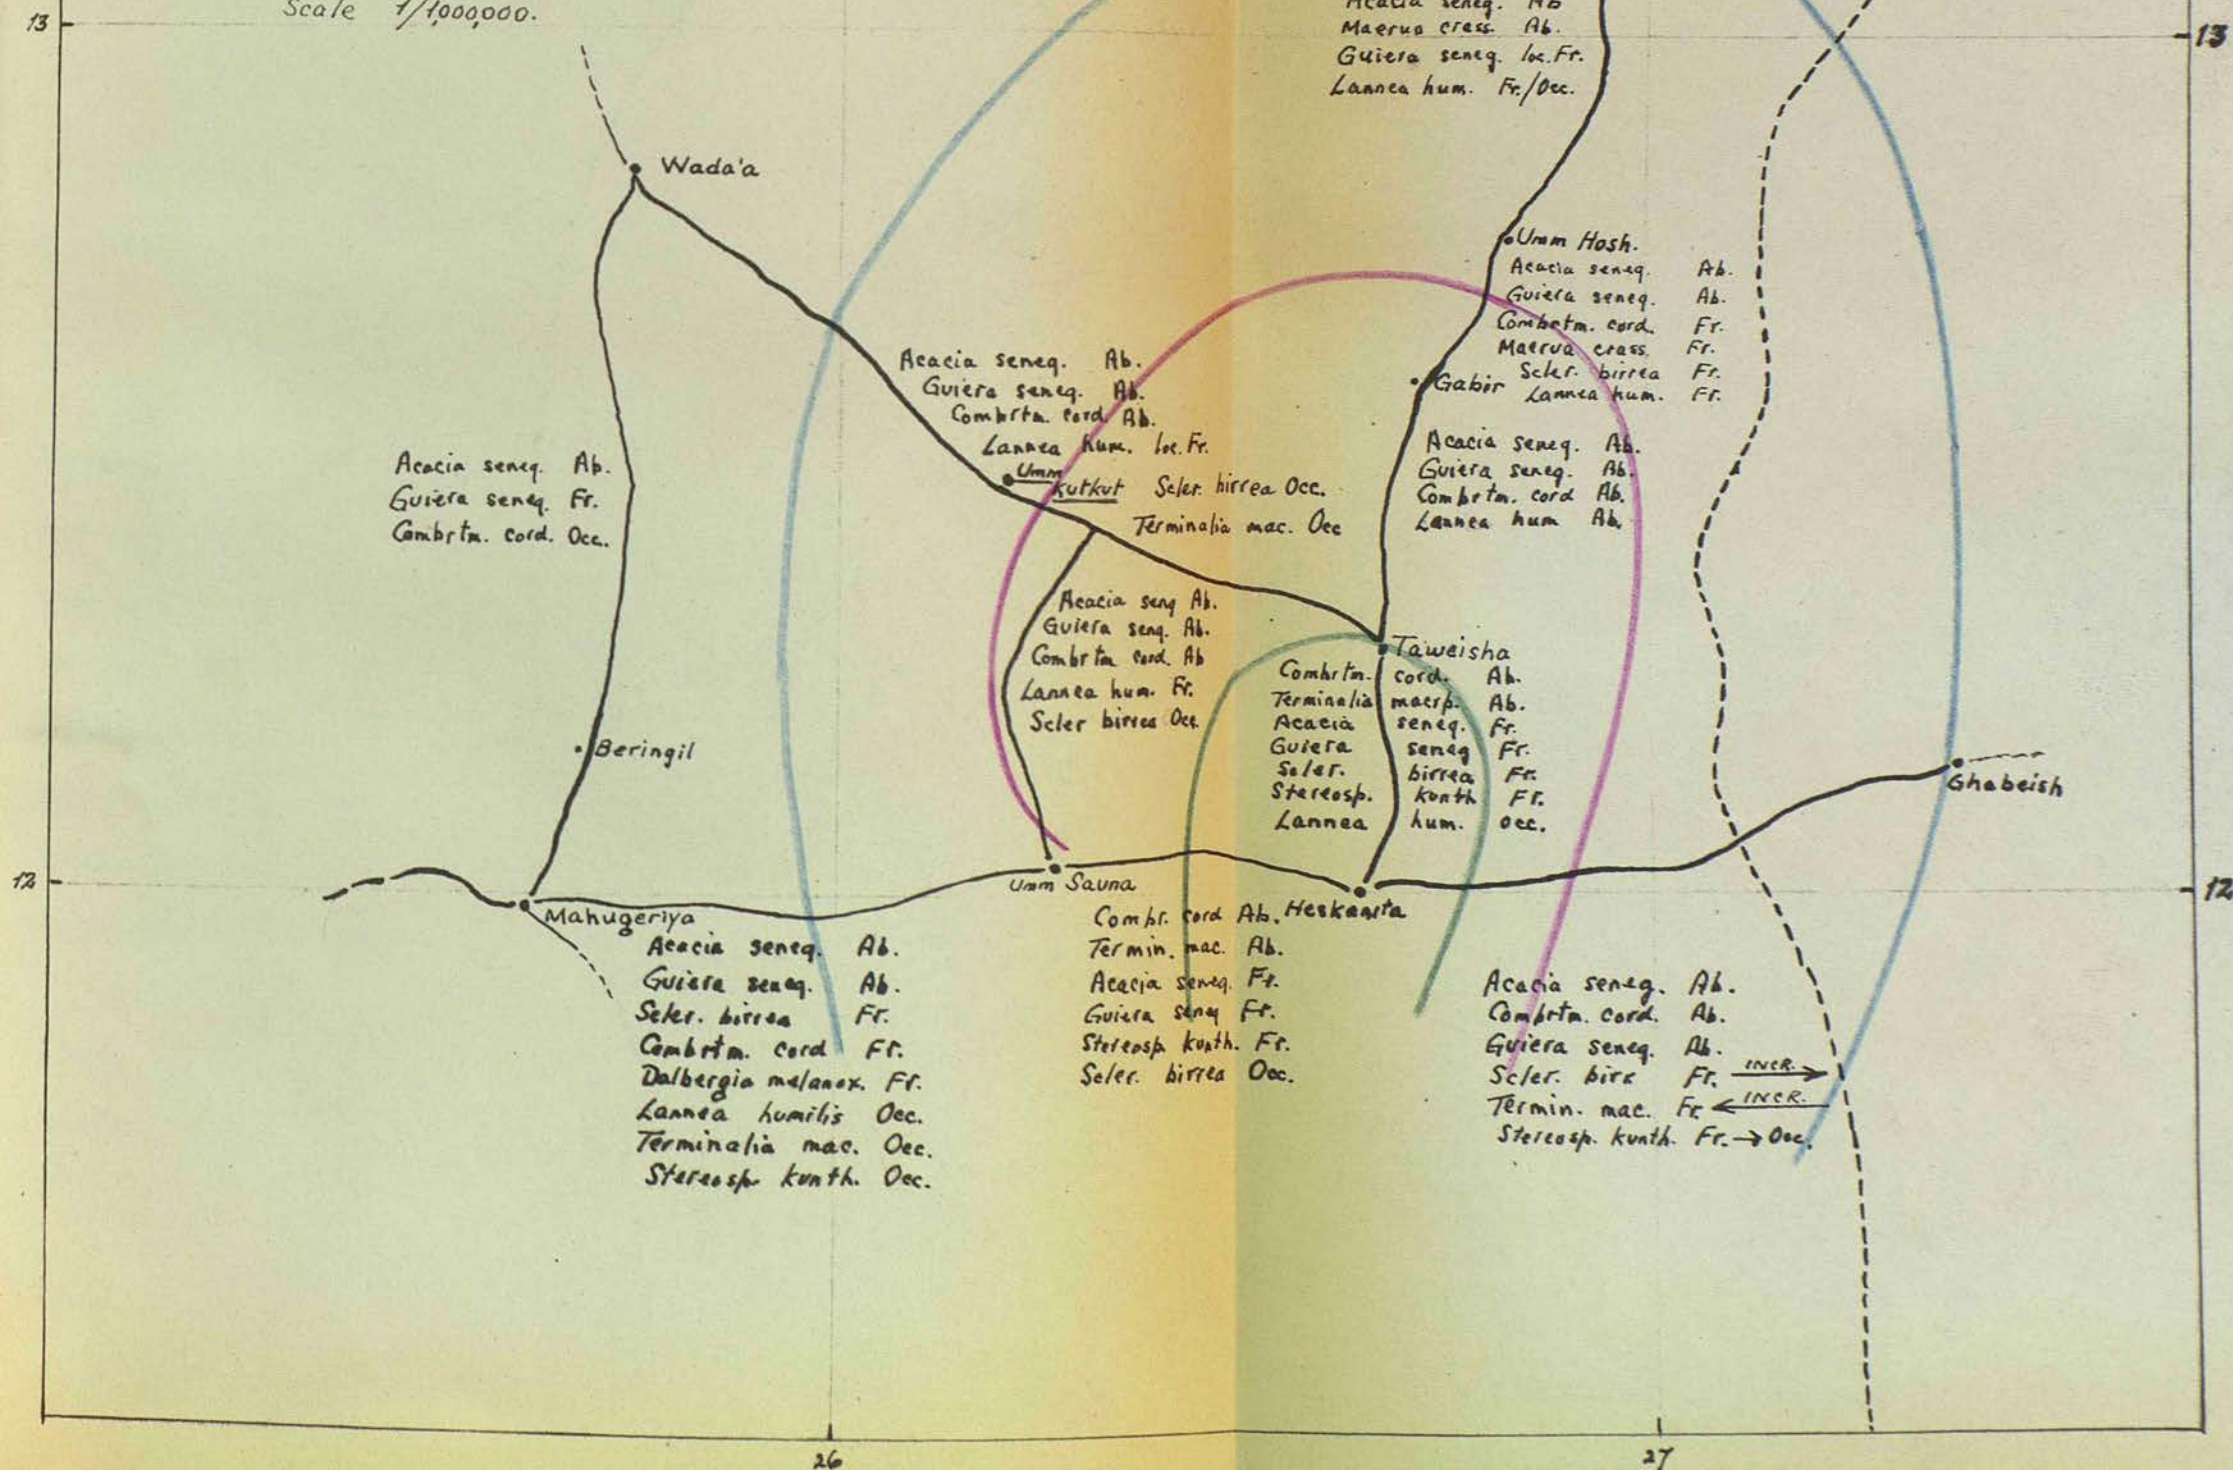 Scale 1/1,000,000.
13
13
Acacia seneg. Ab
Maerua crass. Ab.
Guiera seneg. loc. Fr.
Lannea hum. Fr./Occ.
Wada'a
Umm Hosh.
Acacia seneg. Ab.
Guiera seneg. Ab.
Combrtm. cord. Fr.
Maerua crass. Fr.
Scler. birrea Fr.
Lannea hum. Fr.
Gabir
Acacia seneg. Ab.
Guiera seneg. Ab.
Combrtm. cord. Ab.
Lannea hum. loc. Fr.
Umm
Kutkut
Scler. birrea Occ.
Terminalia mac. Occ
Acacia seneg. Ab.
Guiera seneg. Ab.
Combrtm. cord Ab.
Lannea hum Ab.
Acacia seneg. Ab.
Guiera seneg. Fr.
Combrtm. cord. Occ.
Acacia seng Ab.
Guiera seng. Ab.
Combrtm cord. Ab
Lannea hum. Fr.
Scler birrea Occ.
Taweisha
Combrtm. cord. Ab.
Terminalia macrp. Ab.
Acacia seneg. Fr.
Guiera seneg Fr.
Scler. birrea Fr.
Stereosp. kunth Fr.
Lannea hum. occ.
Beringil
Ghabeish
12
12
Mahugeriya
Umm Sauna
Heskanita
Acacia seneg. Ab.
Guiera seneg. Ab.
Scler. birrea Fr.
Combrtm. cord Fr.
Dalbergia melanox. Fr.
Lannea humilis Occ.
Terminalia mac. Occ.
Stereosp. kunth. Occ.
Combr. cord Ab.
Termin. mac. Ab.
Acacia seneg. Fr.
Guiera seneg Fr.
Stereosp. kunth. Fr.
Scler. birrea Occ.
Acacia seneg. Ab.
Combrtm. cord. Ab.
Guiera seneg. Ab.
Scler. birr Fr. INCR. →
Termin. mac. Fr. ← INCR.
Stereosp. kunth. Fr. → Occ.
26
27